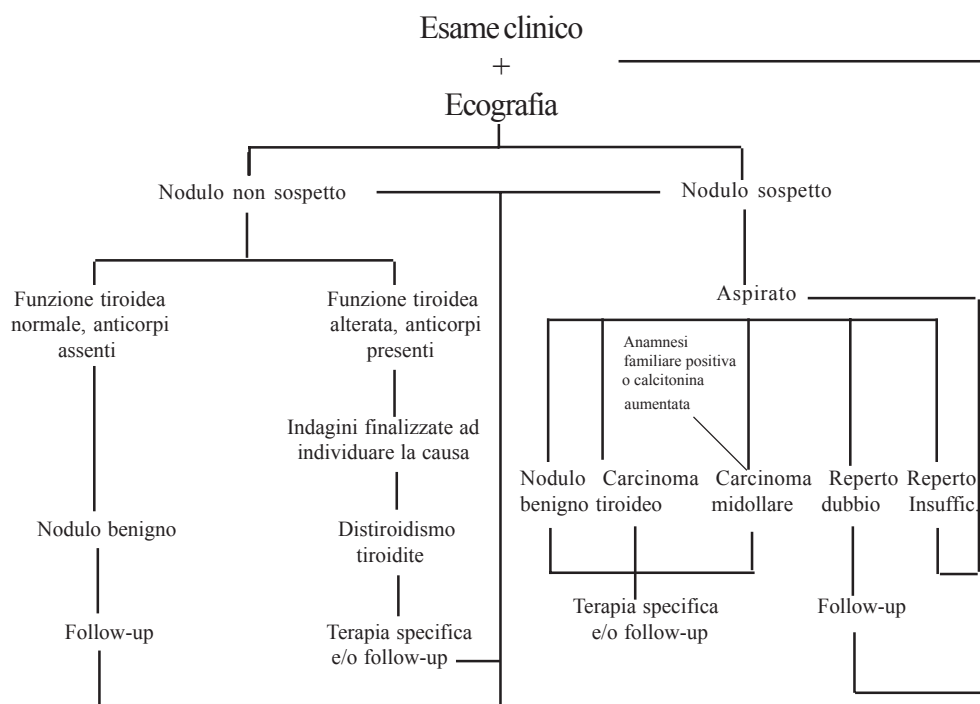 Esame clinico
+
Ecografia
Nodulo non sospetto
Nodulo sospetto
Funzione tiroidea
normale, anticorpi
assenti
Funzione tiroidea
alterata, anticorpi
presenti
Aspirato
Anamnesi
familiare positiva
o calcitonina
aumentata
Indagini finalizzate ad
individuare la causa
Nodulo
benigno
Carcinoma
tiroideo
Carcinoma
midollare
Reperto
dubbio
Reperto
Insuffic.
Nodulo benigno
Distiroidismo
tiroidite
Terapia specifica
e/o follow-up
Follow-up
Follow-up
Terapia specifica
e/o follow-up